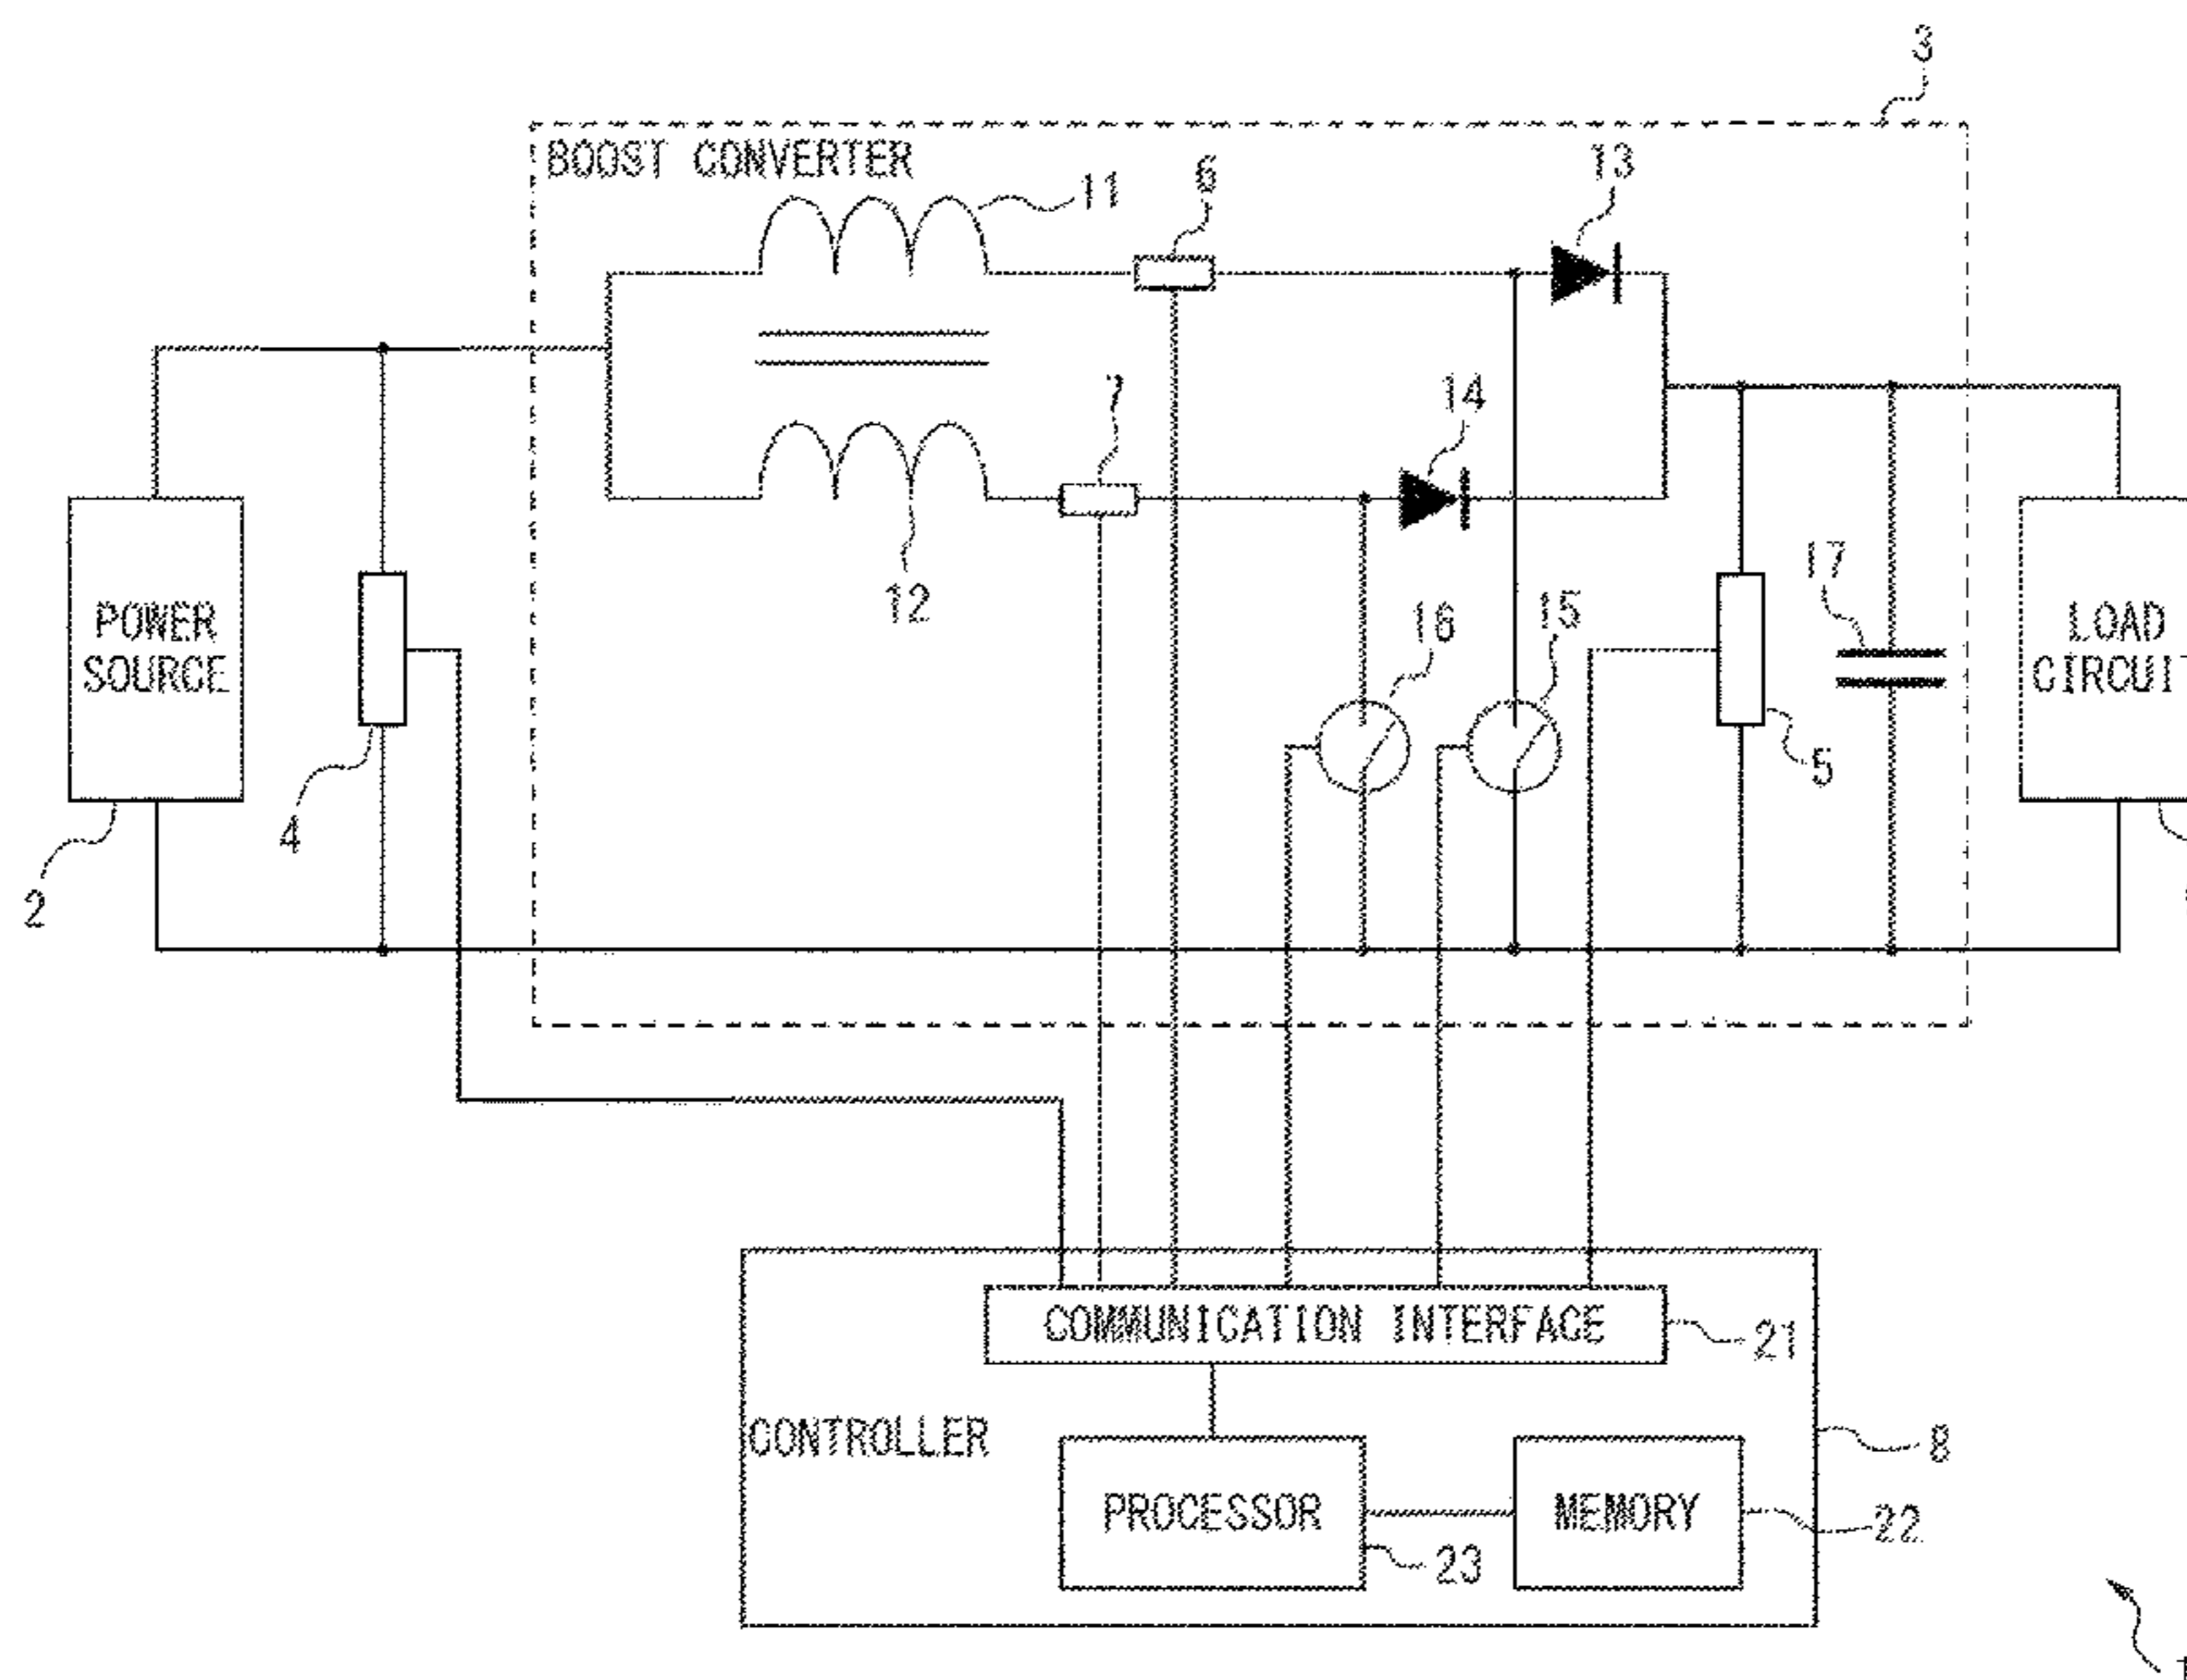 3
BOOST CONVERTER
11
6
13
7
14
12
16
15
17
POWER
SOURCE
LOAD
4
5
2
COMMUNICATION INTERFACE
21
CONTROLLER
8
PROCESSOR
MEMORY
22
23